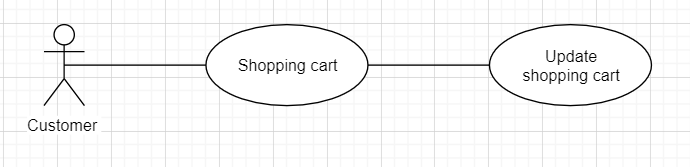 Shopping cart
Update
shopping cart
Customer